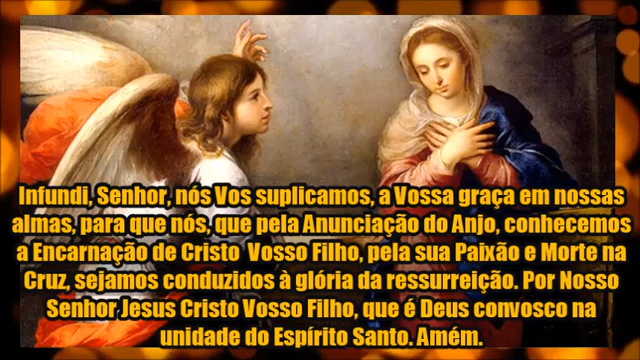 Infundi, Senhor, nós Vos suplicamos, a Vossa graça em nossas
almas, para que nós, que pela Anunciação do Anjo, conhecemos
a Encarnação de Cristo  Vosso Filho, pela sua Paixão e Morte na
Cruz, sejamos conduzidos à glória da ressurreição. Por Nosso
Senhor Jesus Cristo Vosso Filho, que é Deus convosco na
unidade do Espírito Santo. Amém.